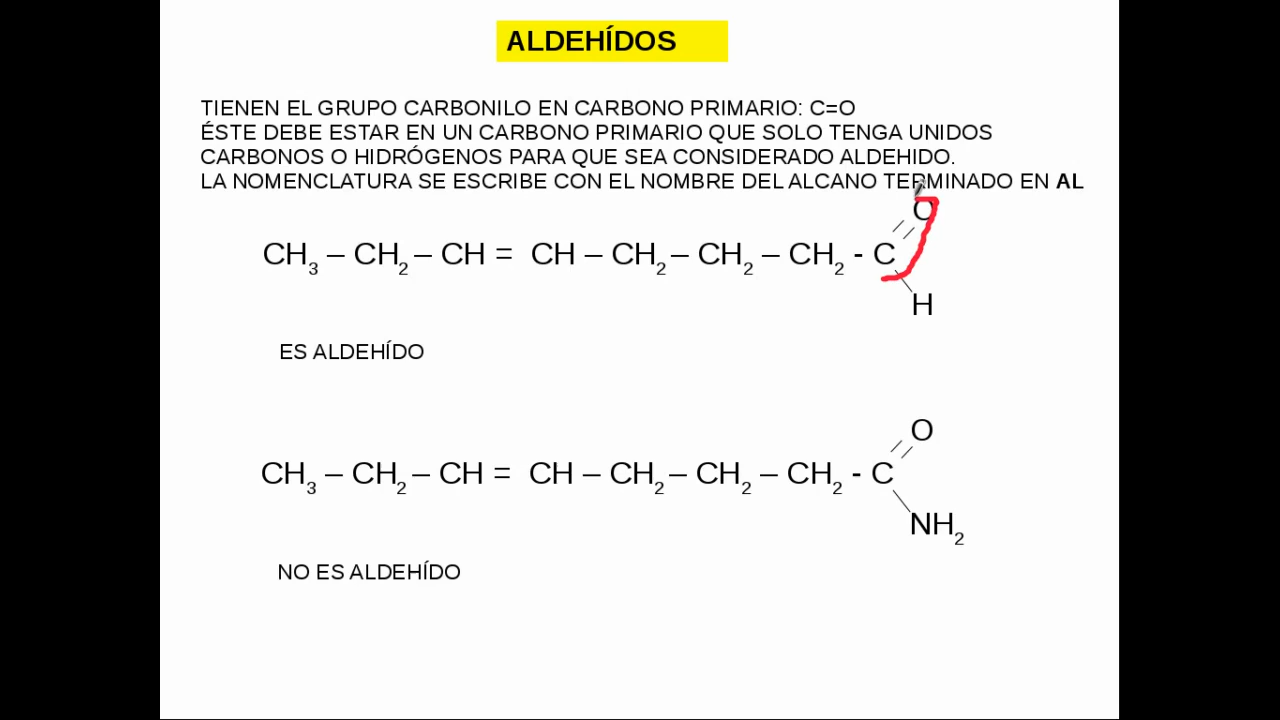 ALDEHÍDOS
TIENEN EL GRUPO CARBONILO EN CARBONO PRIMARIO: C=O
ÉSTE DEBE ESTAR EN UN CARBONO PRIMARIO QUE SOLO TENGA UNIDOS
CARBONOS O HIDRÓGENOS PARA QUE SEA CONSIDERADO ALDEHIDO.
LA NOMENCLATURA SE ESCRIBE CON EL NOMBRE DEL ALCANO TERMINADO EN AL
O
CH3 – CH2 – CH = CH – CH2 – CH2 – CH2 - C
H
ES ALDEHÍDO
O
CH3 – CH2 – CH = CH – CH2 – CH2 – CH2 - C
NH2
NO ES ALDEHÍDO